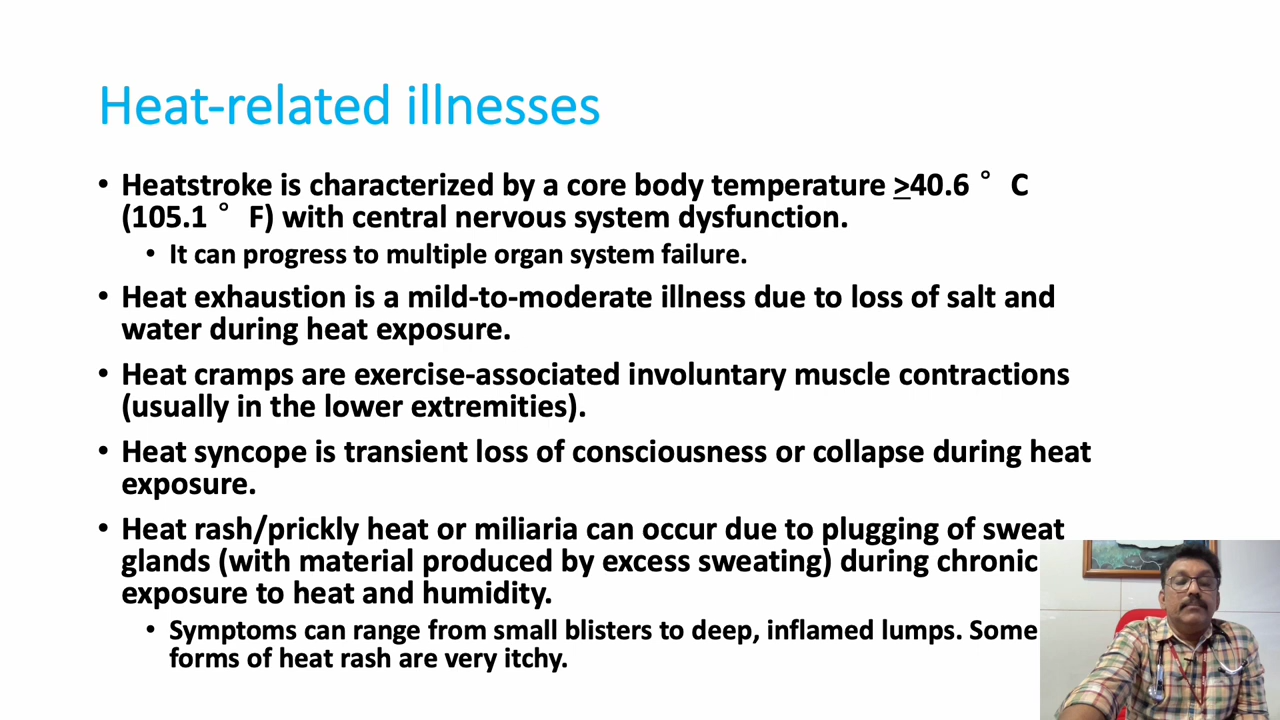 Heat-related illnesses
• Heatstroke is characterized by a core body temperature >40.6 ° C
(105.1 ° F) with central nervous system dysfunction.
• It can progress to multiple organ system failure.
• Heat exhaustion is a mild-to-moderate illness due to loss of salt and
water during heat exposure.
• Heat cramps are exercise-associated involuntary muscle contractions
(usually in the lower extremities).
• Heat syncope is transient loss of consciousness or collapse during heat
exposure.
• Heat rash/prickly heat or miliaria can occur due to plugging of sweat
glands (with material produced by excess sweating) during chronic
exposure to heat and humidity.
• Symptoms can range from small blisters to deep, inflamed lumps. Some
forms of heat rash are very itchy.